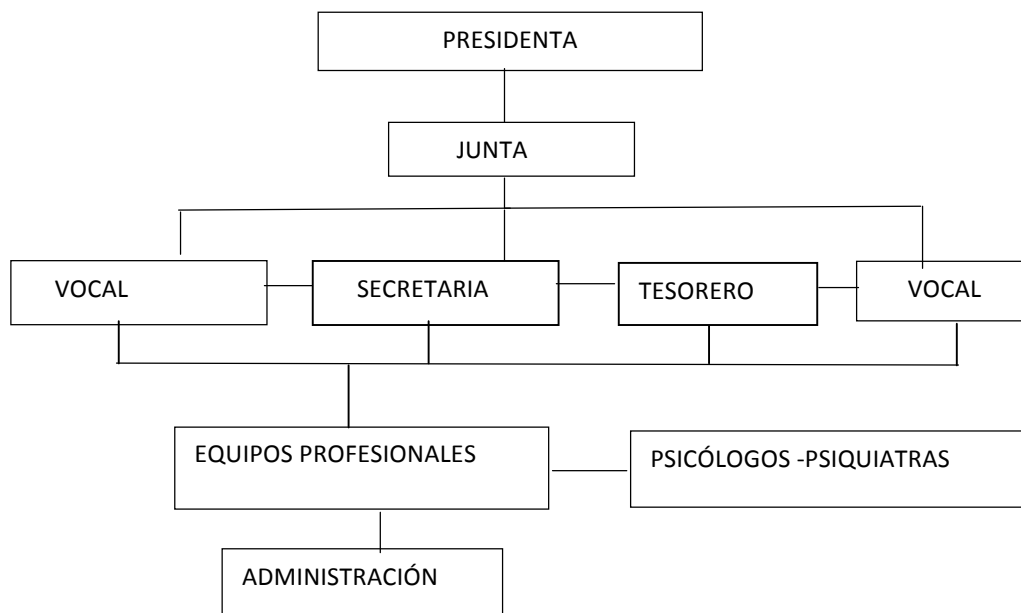 PRESIDENTA
JUNTA
VOCAL
SECRETARIA
TESORERO
VOCAL
EQUIPOS PROFESIONALES
PSICÓLOGOS -PSIQUIATRAS
ADMINISTRACIÓN